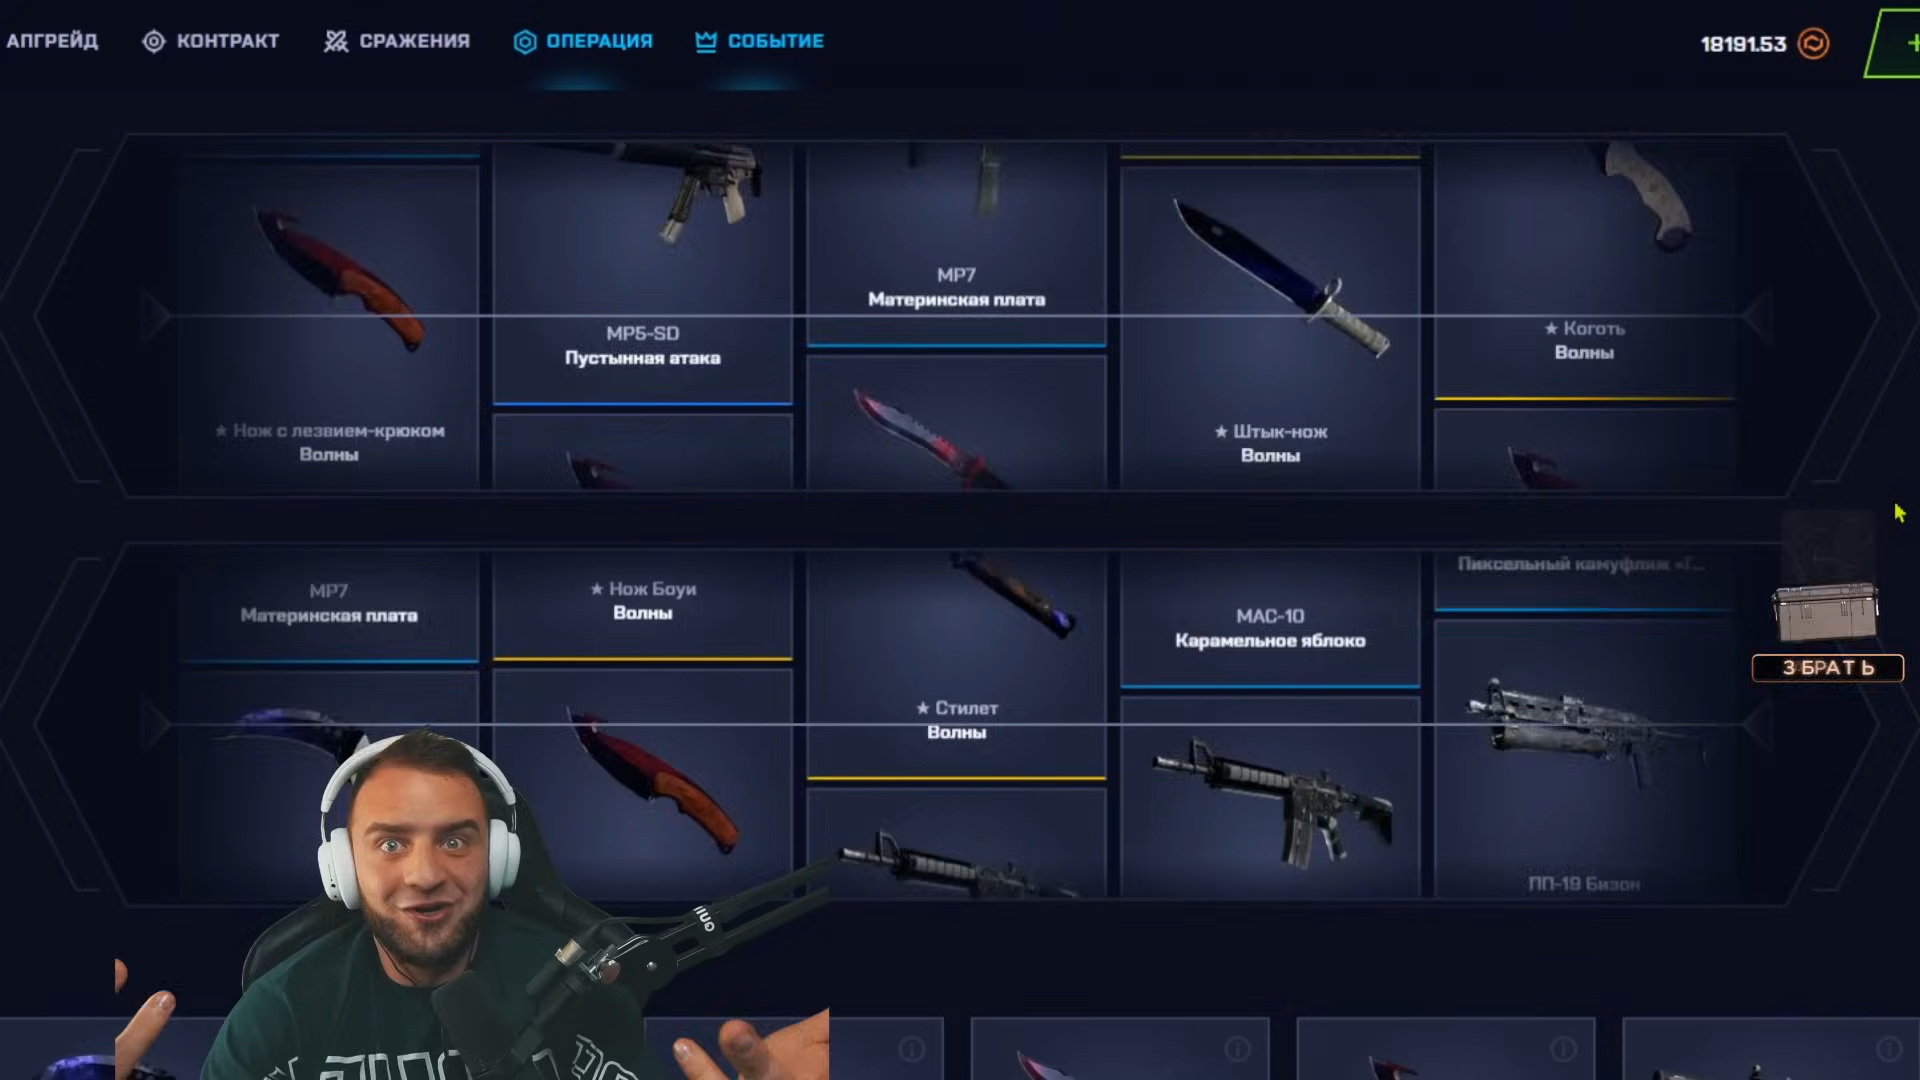 АПГРЕЙД
КОНТРАКТ
СРАЖЕНИЯ
ОПЕРАЦИЯ
СОБЫТИЕ
18191.53
★ Нож с лезвием-крюком
Волны
MP5-SD
Пустынная атака
MP7
Материнская плата
★ Штык-нож
Волны
★ Коготь
Волны
MP7
Материнская плата
★ Нож Боуи
Волны
★ Стилет
Волны
MAC-10
Карамельное яблоко
Пиксельный камуфляж «Г...
ПП-19 Бизон
ЗБРАТЬ